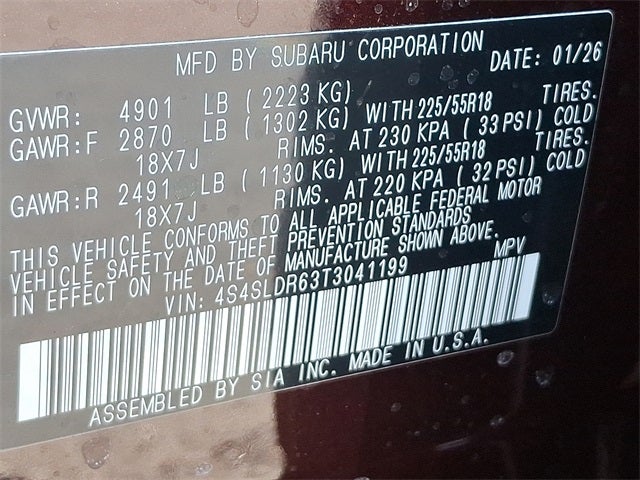 MFD BY SUBARU CORPORATION DATE: 01/26
GVWR: 4901 LB ( 2223 KG)
GAWR:F 2870 LB ( 1302 KG) WITH 225/55R18 TIRES.
18X7J RIMS. AT 230 KPA ( 33 PSI) COLD
GAWR:R 2491 LB ( 1130 KG) WITH 225/55R18 TIRES.
18X7J RIMS. AT 220 KPA ( 32 PSI) COLD
THIS VEHICLE CONFORMS TO ALL APPLICABLE FEDERAL MOTOR
VEHICLE SAFETY AND THEFT PREVENTION STANDARDS
IN EFFECT ON THE DATE OF MANUFACTURE SHOWN ABOVE.
VIN: 4S4SLDR63T3041199 MPV
ASSEMBLED BY SIA INC. MADE IN U.S.A.